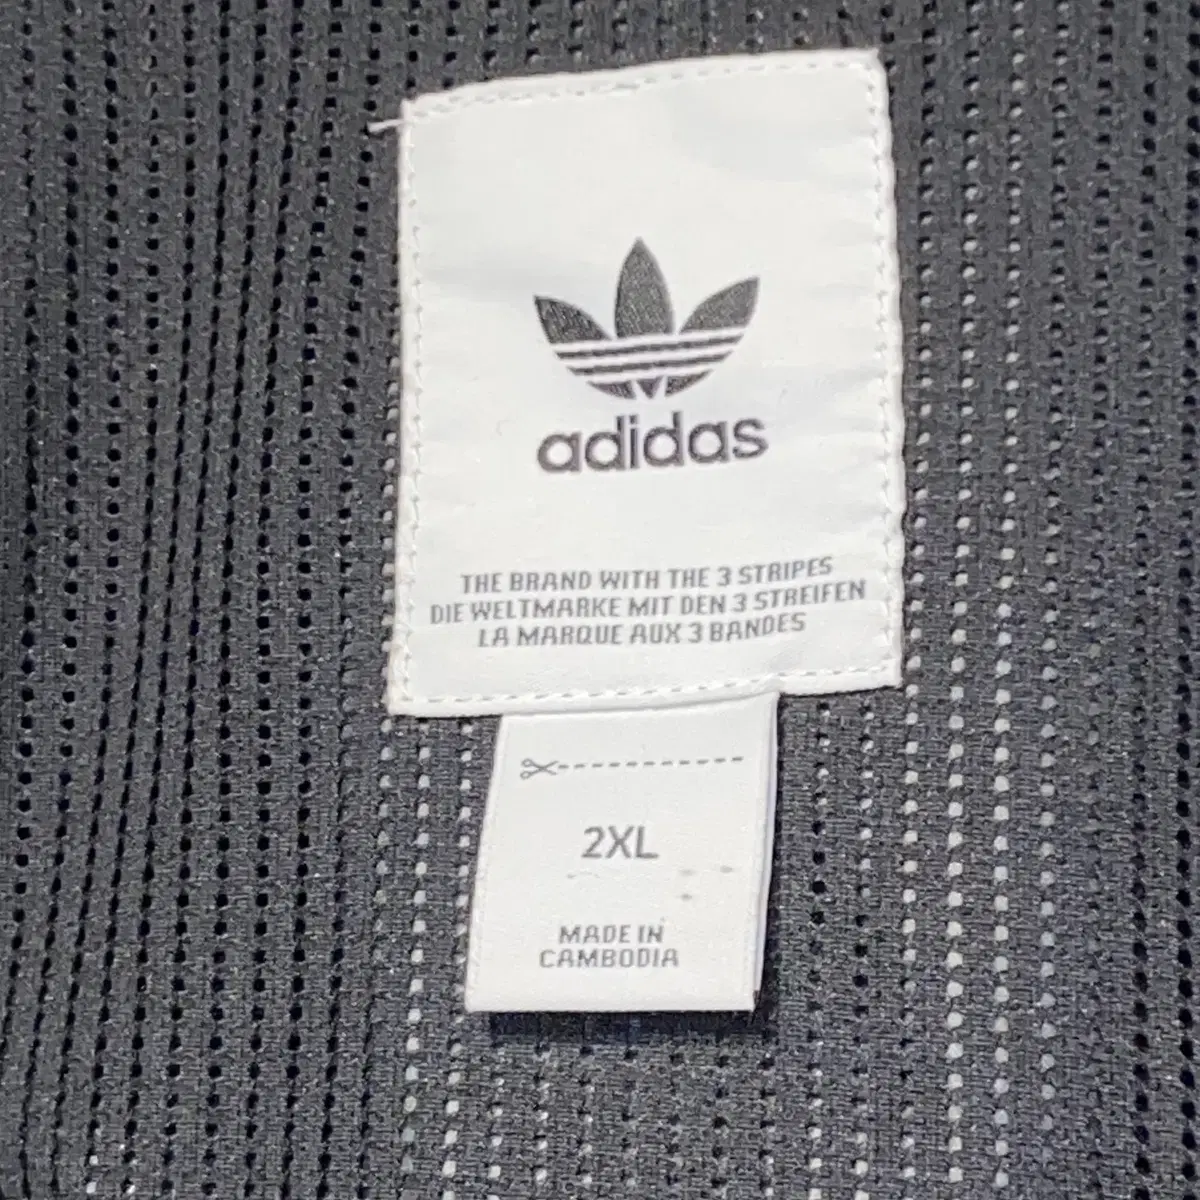 adidas
THE BRAND WITH THE 3 STRIPES
DIE WELTMARKE MIT DEN 3 STREIFEN
LA MARQUE AUX 3 BANDES
2XL
MADE IN
CAMBODIA